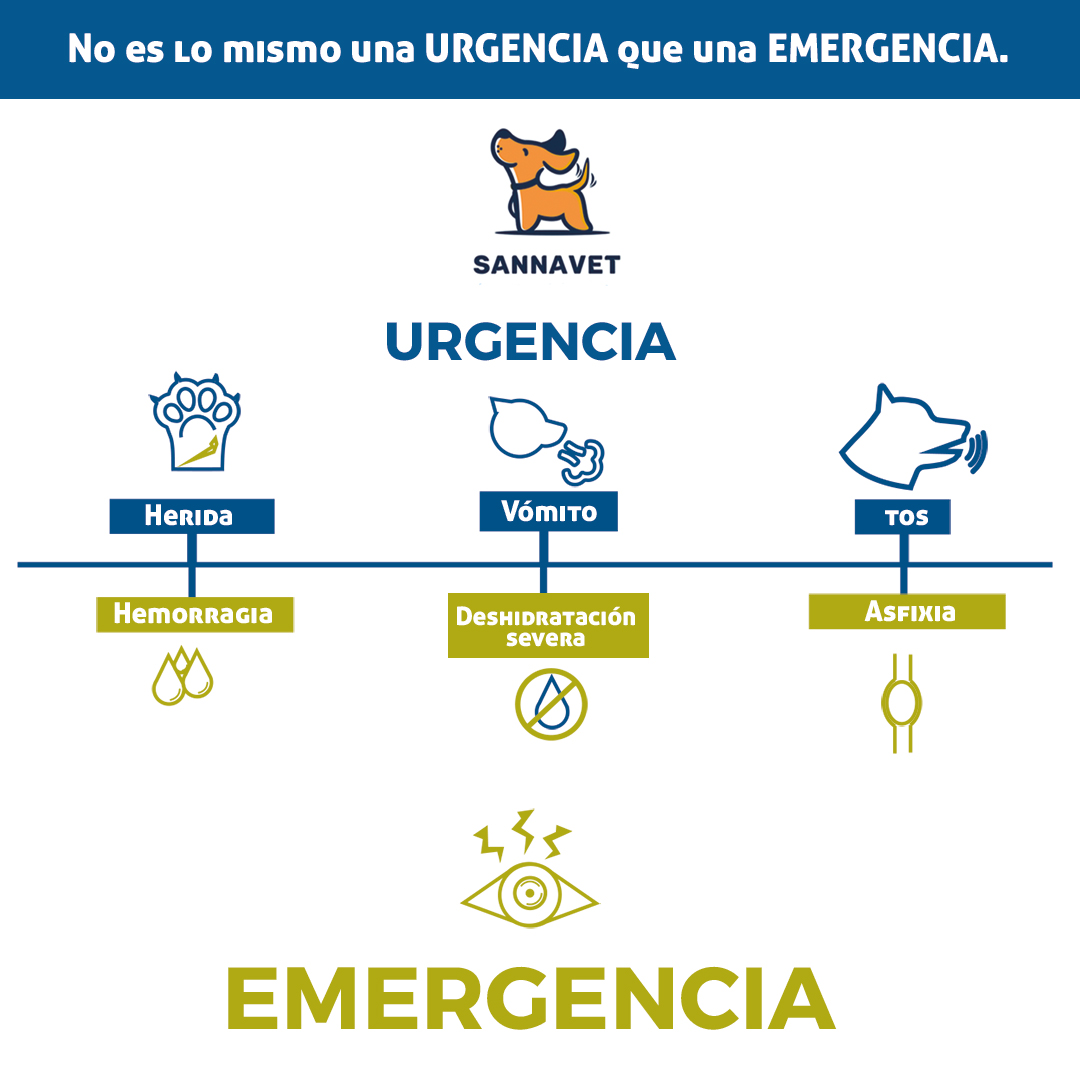 No es lo mismo una URGENCIA que una EMERGENCIA.
SANNAVET
URGENCIA
Herida
Vómito
Tos
Hemorragia
Deshidratación
severa
Asfixia
EMERGENCIA